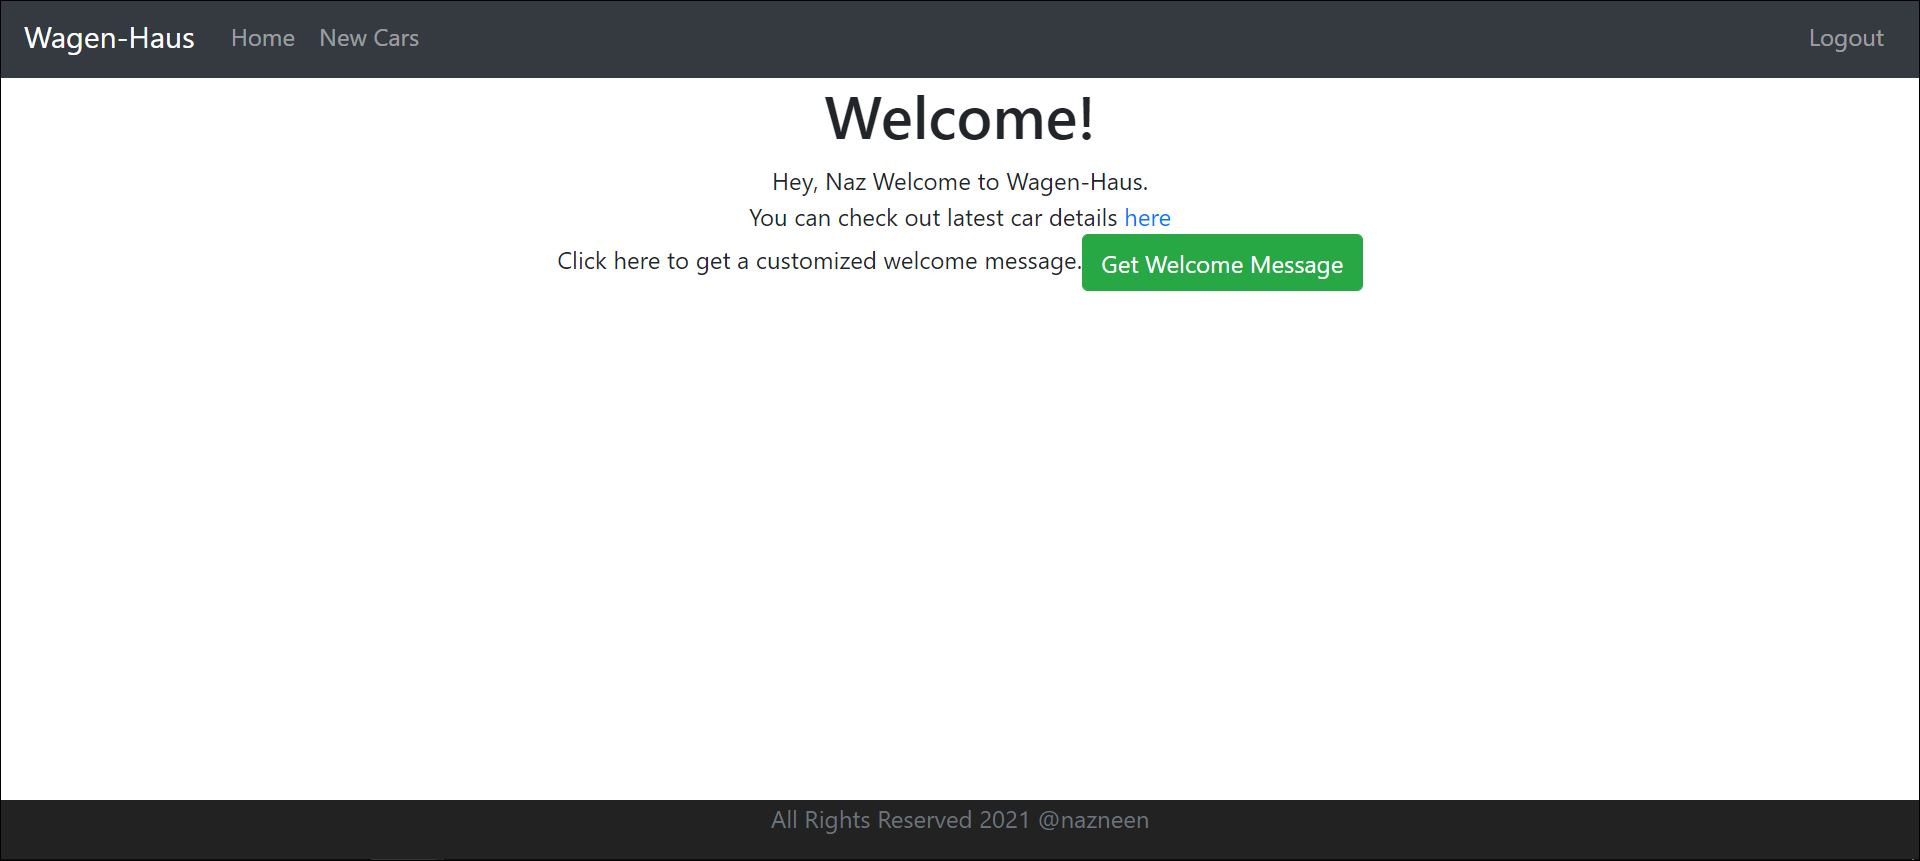 Wagen-Haus Home New Cars Logout
Welcome!
Hey, Naz Welcome to Wagen-Haus.
You can check out latest car details here
Click here to get a customized welcome message. Get Welcome Message
All Rights Reserved 2021 @nazneen